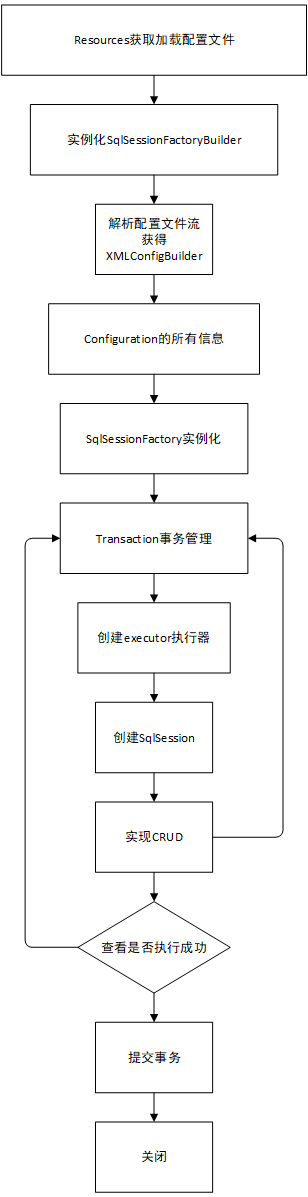 Resources获取加载配置文件
实例化SqlSessionFactoryBuilder
解析配置文件流
获得
XMLConfigBuilder
Configuration的所有信息
SqlSessionFactory实例化
Transaction事务管理
创建executor执行器
创建SqlSession
实现CRUD
查看是否执行成功
提交事务
关闭